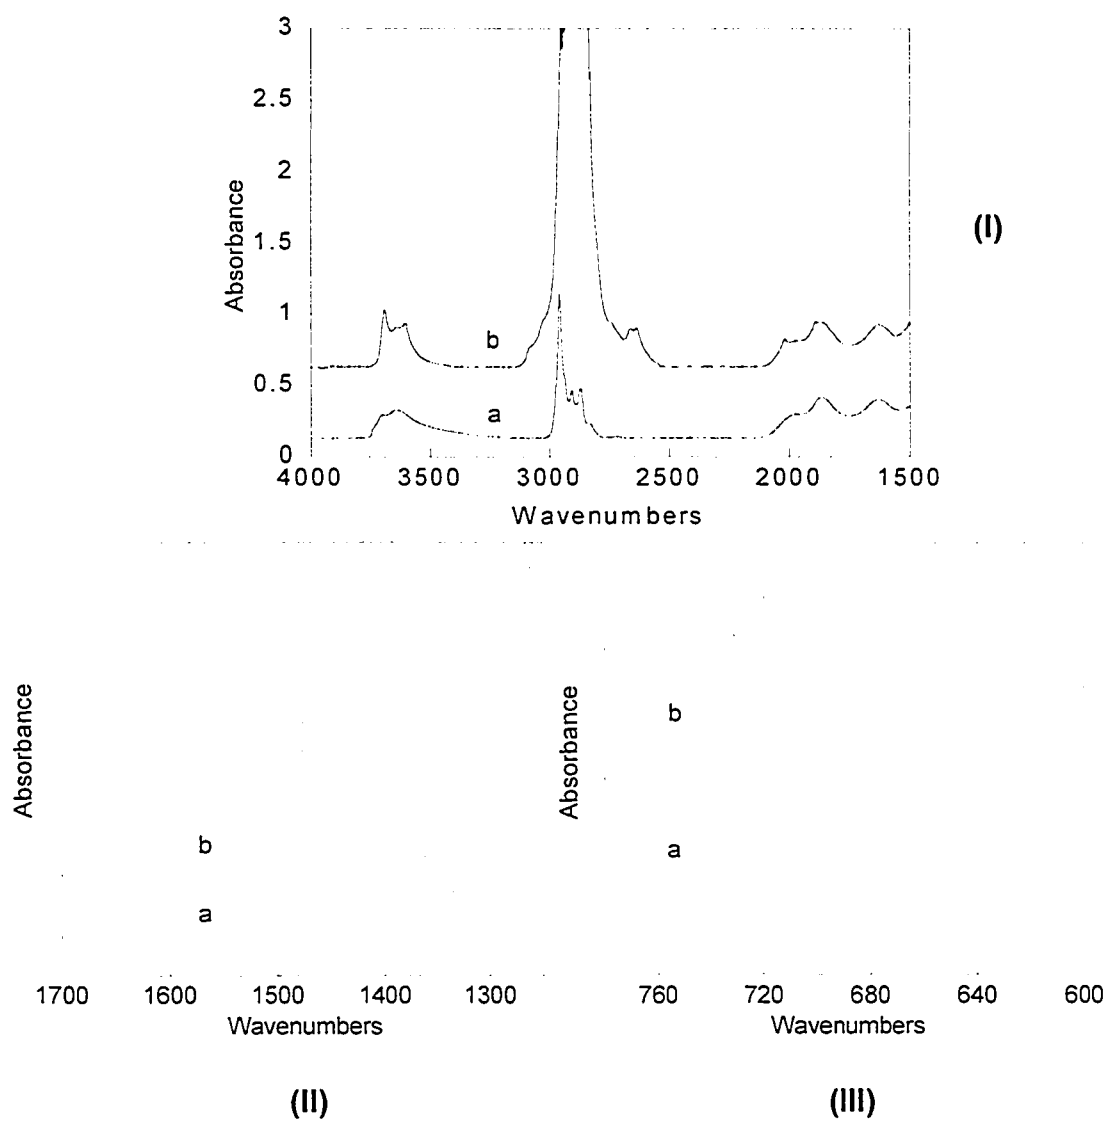 3
2.5
2
1.5
1
0.5
0
Absorbance
b
a
4000 3500 3000 2500 2000 1500
Wavenumbers
(I)
Absorbance
b
a
1700 1600 1500 1400 1300
Wavenumbers
(II)
Absorbance
b
a
760 720 680 640 600
Wavenumbers
(III)